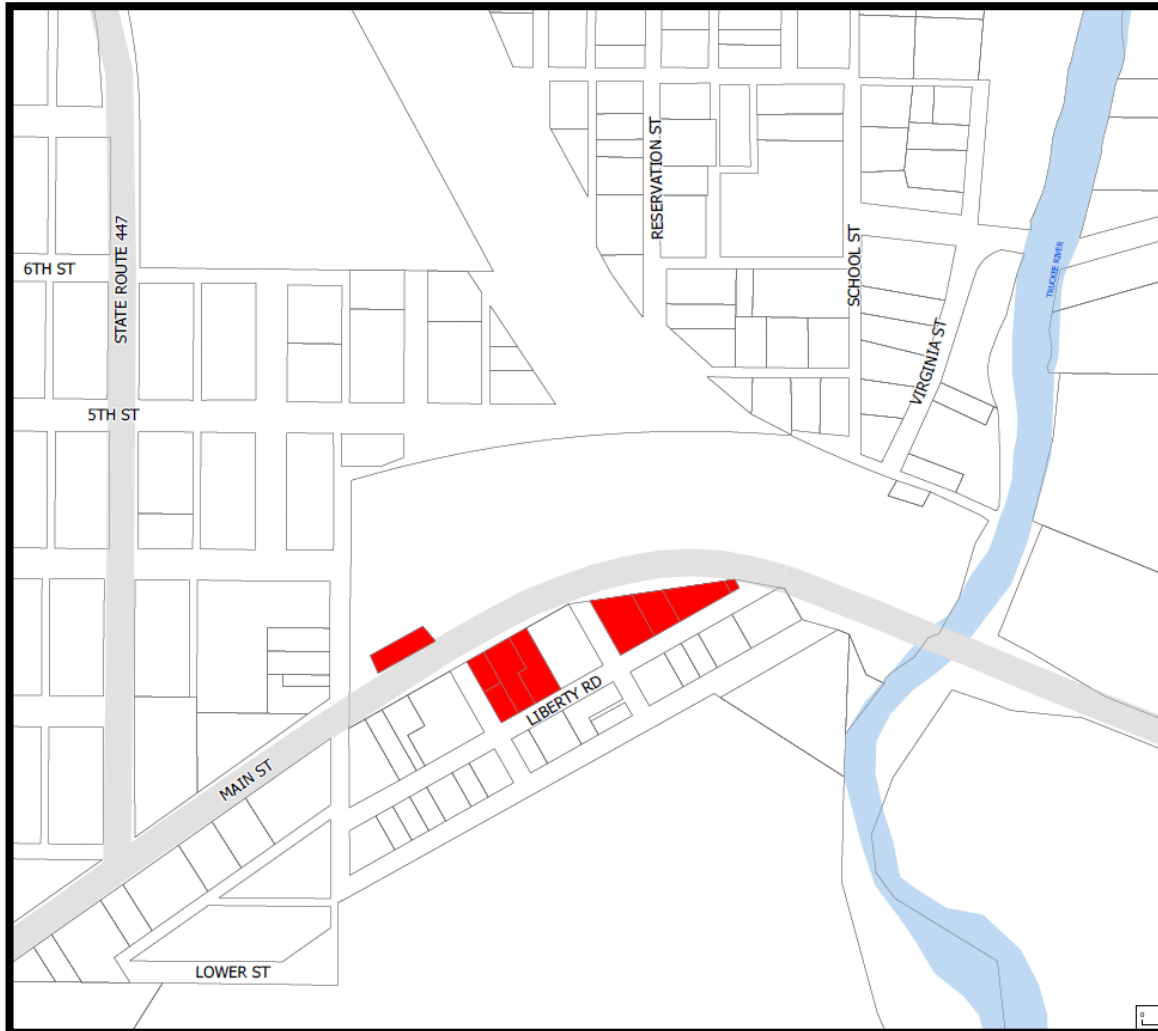 RESERVATION ST
STATE ROUTE 447
6TH ST
SCHOOL ST
TRUCKEE RIVER
VIRGINIA ST
5TH ST
LIBERTY RD
MAIN ST
LOWER ST
0